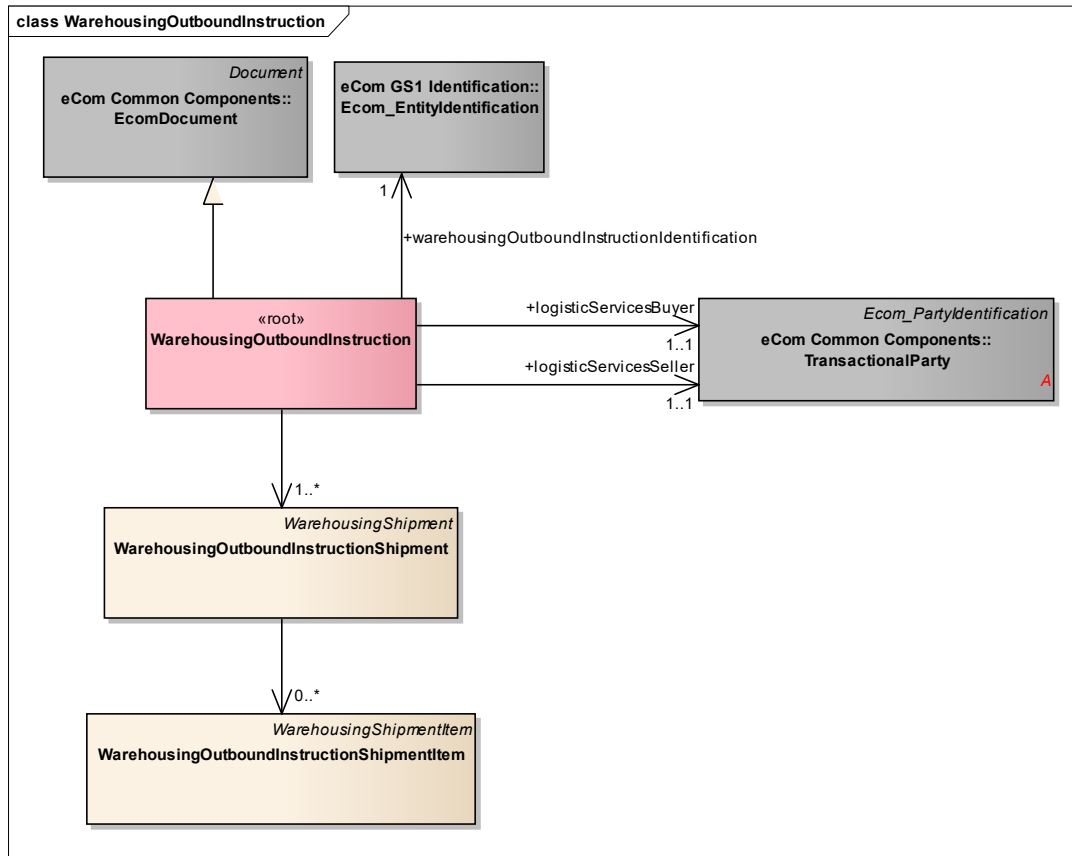 class WarehousingOutboundInstruction
Document
eCom Common Components::
EcomDocument
eCom GS1 Identification::
Ecom_EntityIdentification
1
+warehousingOutboundInstructionIdentification
«root»
WarehousingOutboundInstruction
+logisticServicesBuyer
1..1
+logisticServicesSeller
1..1
Ecom_PartyIdentification
eCom Common Components::
TransactionalParty
A
1..*
WarehousingShipment
WarehousingOutboundInstructionShipment
0..*
WarehousingShipmentItem
WarehousingOutboundInstructionShipmentItem